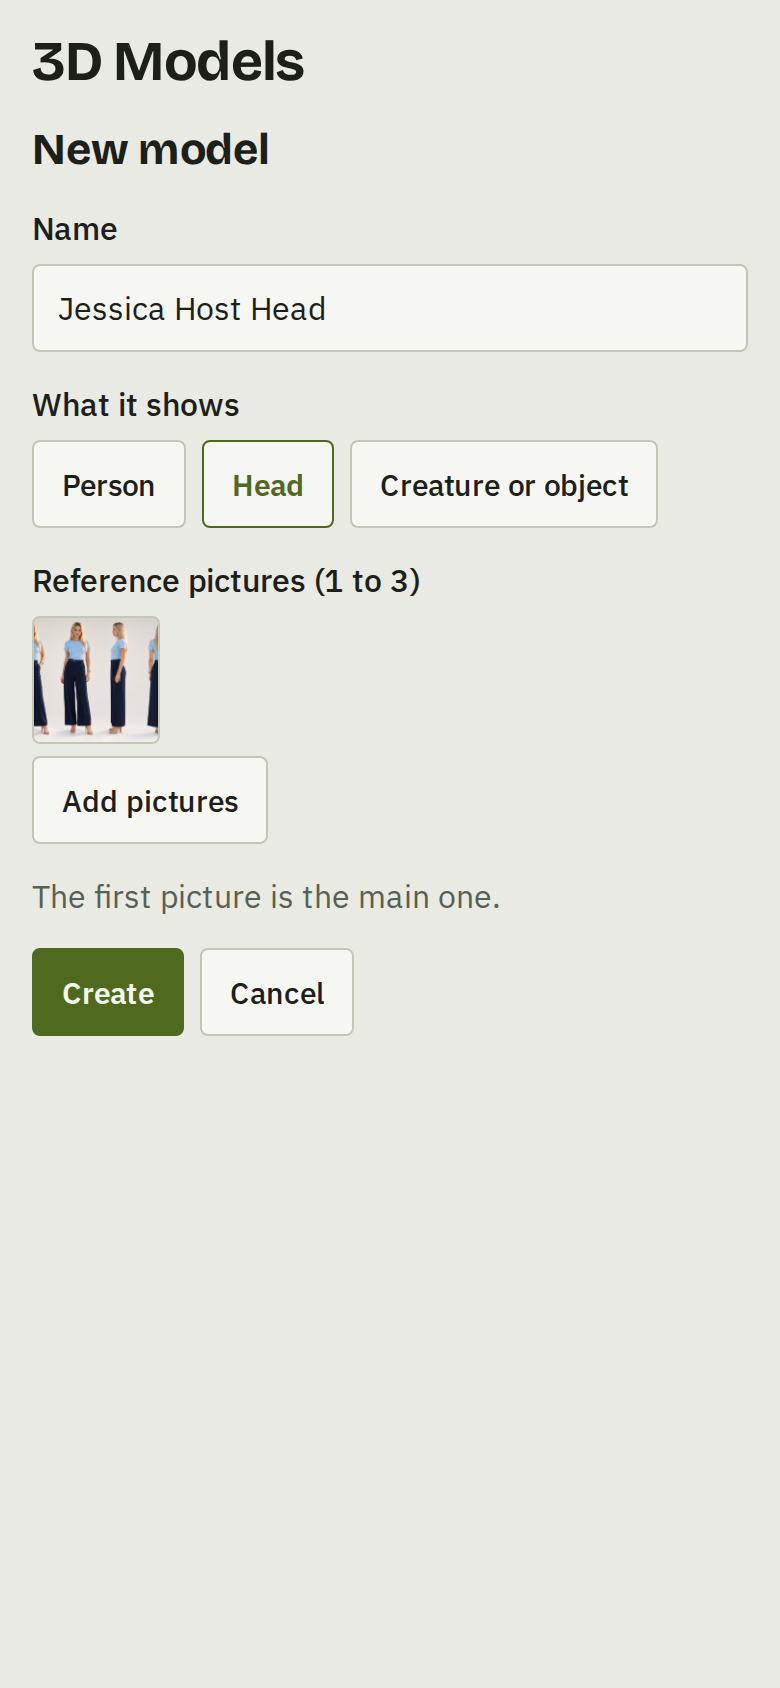 3D Models
New model
Name
Jessica Host Head
What it shows
Person
Head
Creature or object
Reference pictures (1 to 3)
Add pictures
The first picture is the main one.
Create
Cancel